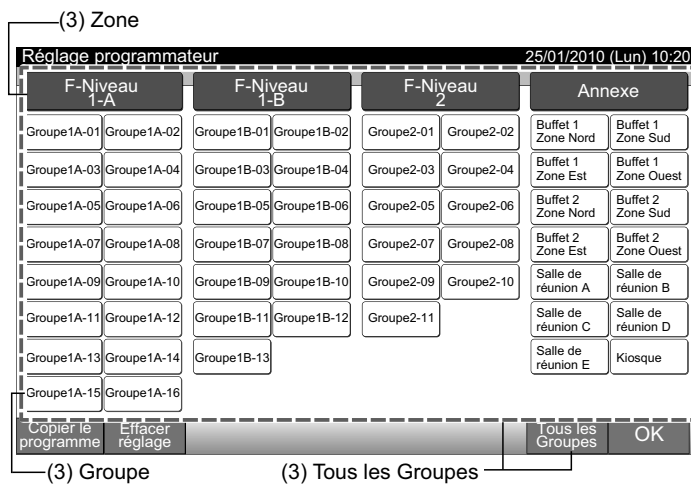 (3) Zone
Réglage programmateur 25/01/2010 (Lun) 10:20
F-Niveau 1-A F-Niveau 1-B F-Niveau 2 Annexe
Groupe1A-01 Groupe1A-02 Groupe1B-01 Groupe1B-02 Groupe2-01 Groupe2-02 Buffet 1 Zone Nord Buffet 1 Zone Sud
Groupe1A-03 Groupe1A-04 Groupe1B-03 Groupe1B-04 Groupe2-03 Groupe2-04 Buffet 1 Zone Est Buffet 1 Zone Ouest
Groupe1A-05 Groupe1A-06 Groupe1B-05 Groupe1B-06 Groupe2-05 Groupe2-06 Buffet 2 Zone Nord Buffet 2 Zone Sud
Groupe1A-07 Groupe1A-08 Groupe1B-07 Groupe1B-08 Groupe2-07 Groupe2-08 Buffet 2 Zone Est Buffet 2 Zone Ouest
Groupe1A-09 Groupe1A-10 Groupe1B-09 Groupe1B-10 Groupe2-09 Groupe2-10 Salle de réunion A Salle de réunion B
Groupe1A-11 Groupe1A-12 Groupe1B-11 Groupe1B-12 Groupe2-11 Salle de réunion C Salle de réunion D
Groupe1A-13 Groupe1A-14 Groupe1B-13 Salle de réunion E Kiosque
Groupe1A-15 Groupe1A-16
Copier le programme Effacer réglage Tous les Groupes OK
(3) Groupe (3) Tous les Groupes